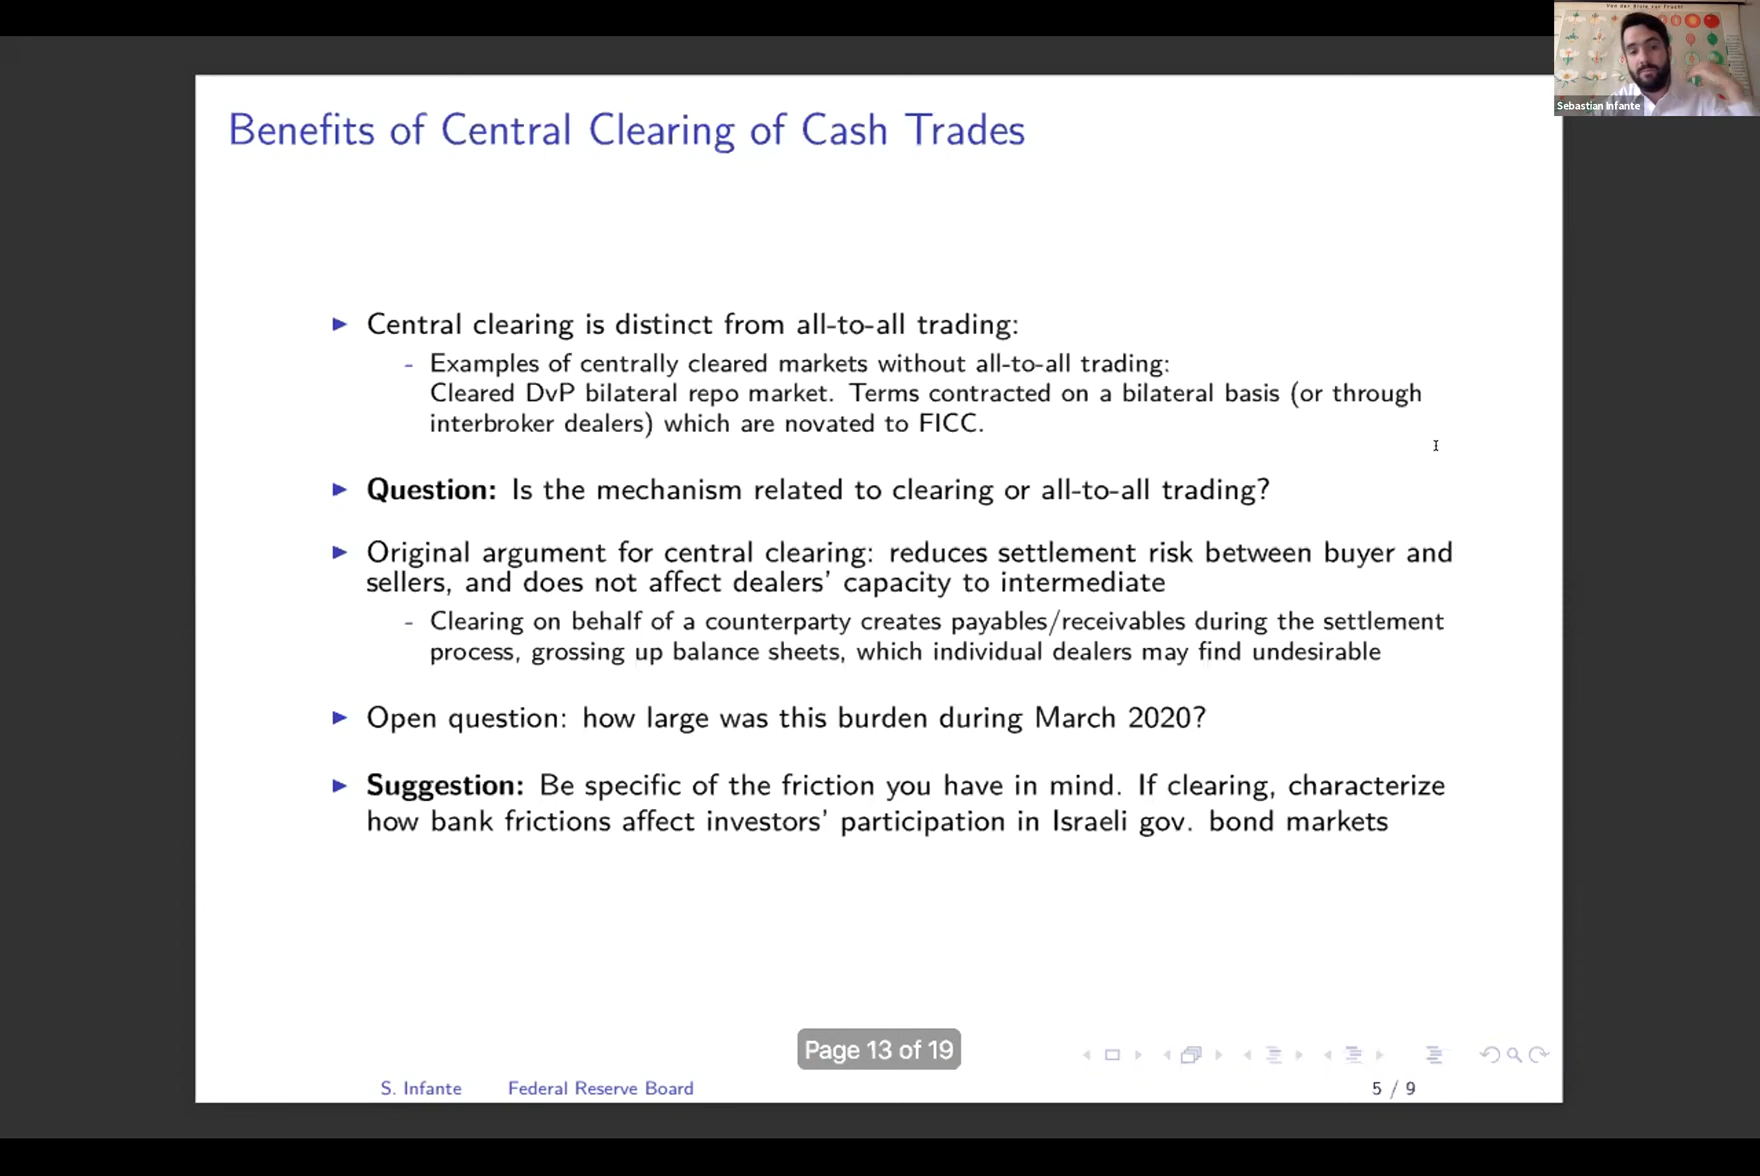 Von der Blüte zur Frucht
Sebastian Infante
Benefits of Central Clearing of Cash Trades
Central clearing is distinct from all-to-all trading:
- Examples of centrally cleared markets without all-to-all trading:
Cleared DvP bilateral repo market. Terms contracted on a bilateral basis (or through
interbroker dealers) which are novated to FICC.
Question: Is the mechanism related to clearing or all-to-all trading?
Original argument for central clearing: reduces settlement risk between buyer and
sellers, and does not affect dealers' capacity to intermediate
- Clearing on behalf of a counterparty creates payables/receivables during the settlement
process, grossing up balance sheets, which individual dealers may find undesirable
Open question: how large was this burden during March 2020?
Suggestion: Be specific of the friction you have in mind. If clearing, characterize
how bank frictions affect investors' participation in Israeli gov. bond markets
Page 13 of 19
S. Infante Federal Reserve Board 5 / 9